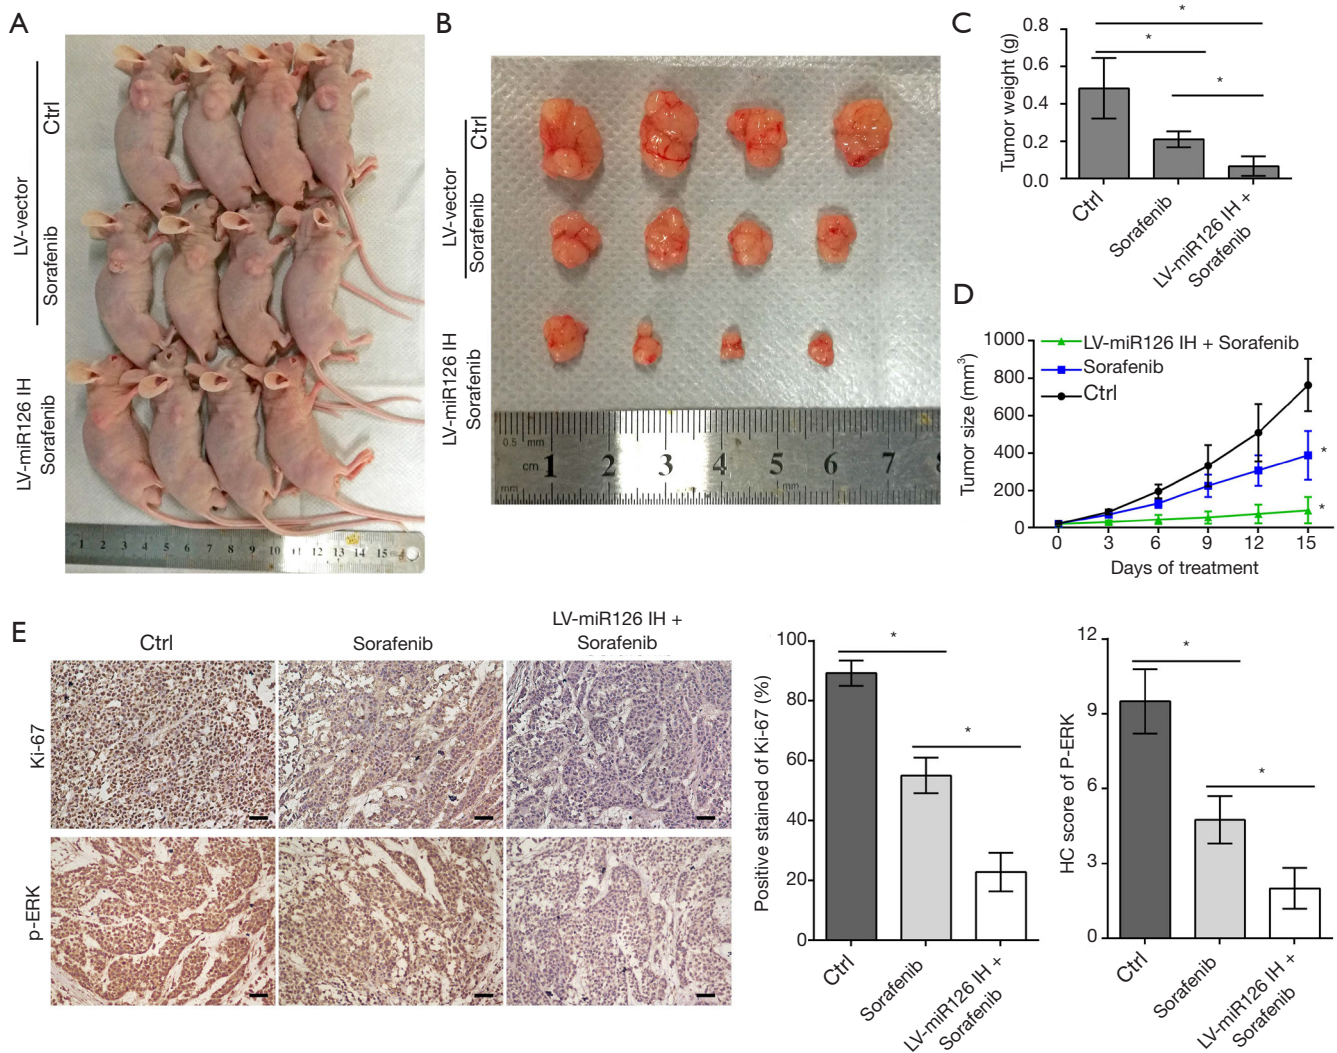 A
LV-vector
Ctrl
Sorafenib
LV-miR126 IH
Sorafenib
1 2 3 4 5 6 7 8 9 10 11 12 13 14 15
B
LV-vector
Ctrl
Sorafenib
LV-miR126 IH
Sorafenib
0.5 mm
cm 1 2 3 4 5 6 7 8
mm
C
Tumor weight (g)
0.8
0.6
0.4
0.2
0.0
*
*
*
Ctrl
Sorafenib
LV-miR126 IH +
Sorafenib
D
Tumor size (mm³)
1000
800
600
400
200
0
LV-miR126 IH + Sorafenib
Sorafenib
Ctrl
*
*
0 3 6 9 12 15
Days of treatment
E
Ctrl
Sorafenib
LV-miR126 IH +
Sorafenib
Ki-67
p-ERK
Positive stained of Ki-67 (%)
100
80
60
40
20
0
*
*
Ctrl
Sorafenib
LV-miR126 IH +
Sorafenib
HC score of P-ERK
12
9
6
3
0
*
*
Ctrl
Sorafenib
LV-miR126 IH +
Sorafenib